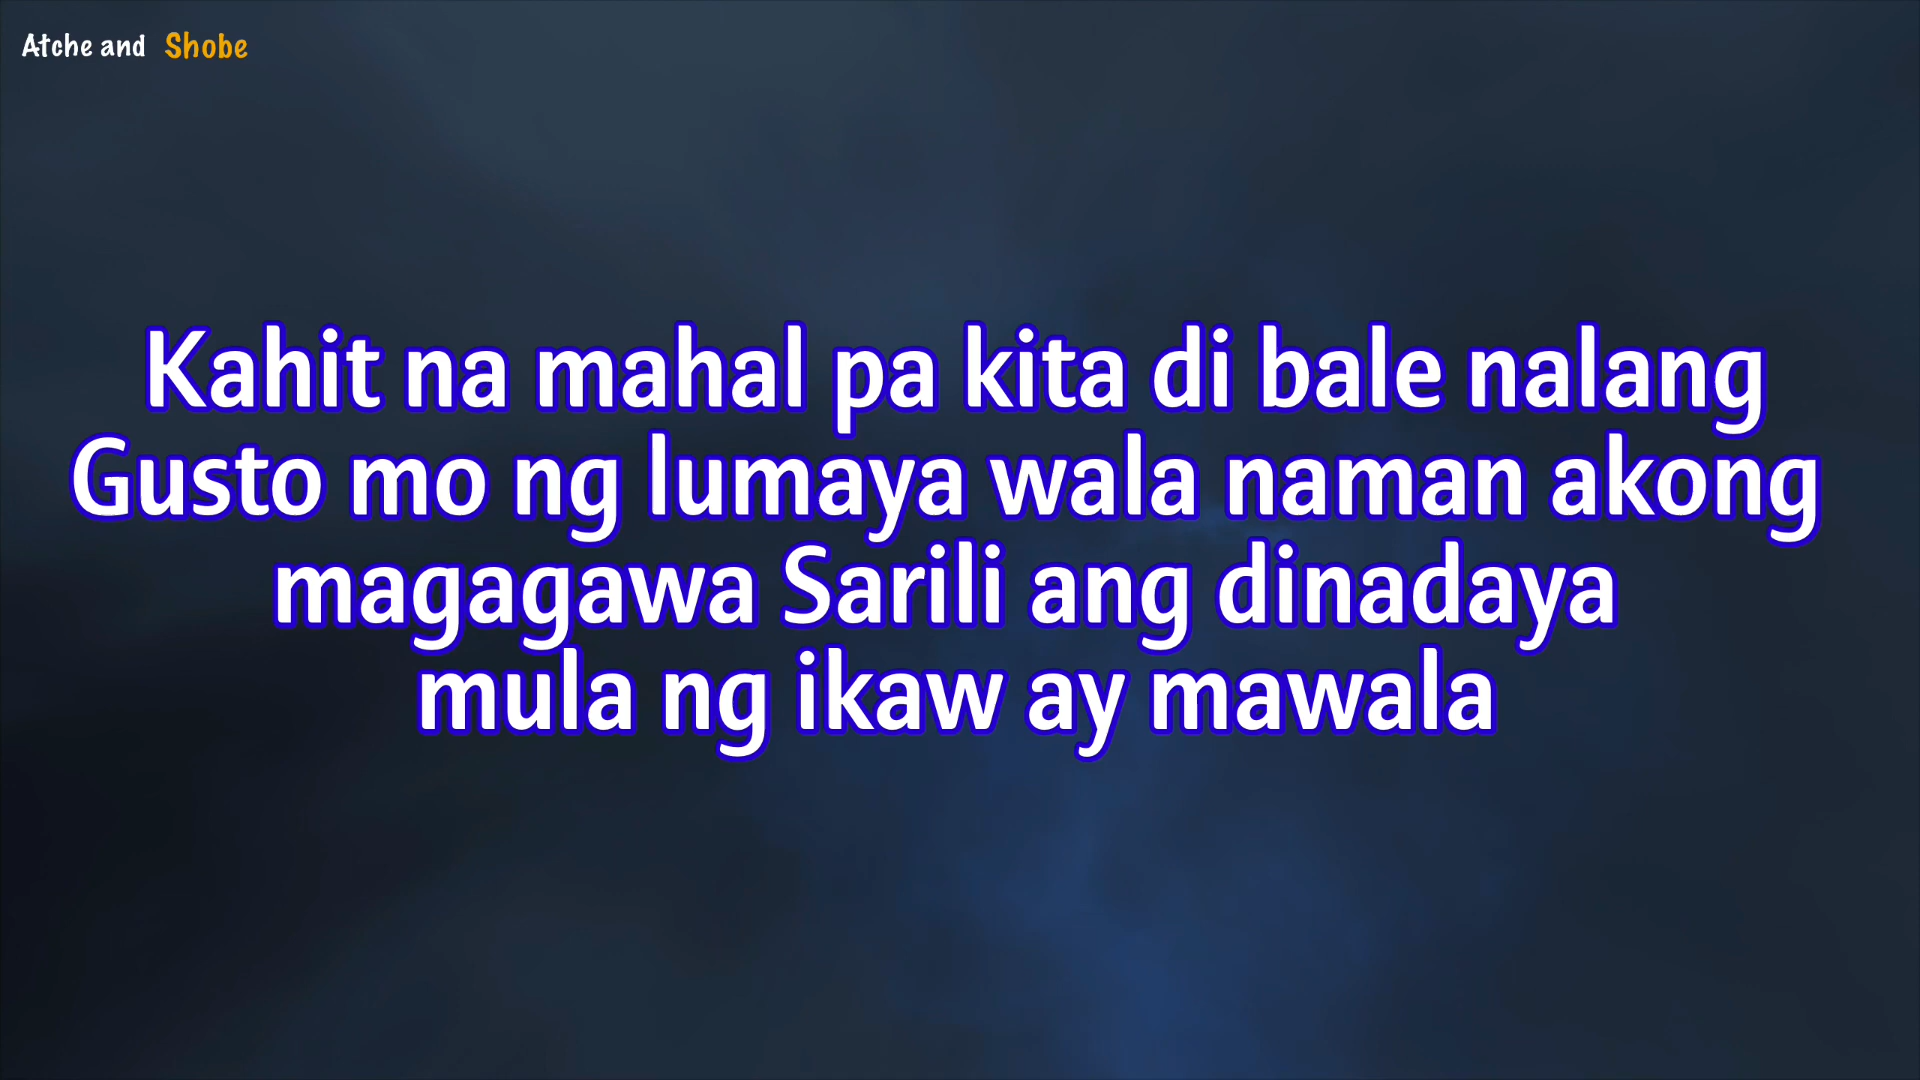 Atche and Shobe
Kahit na mahal pa kita di bale nalang
Gusto mo ng lumaya wala naman akong
magagawa Sarili ang dinadaya
mula ng ikaw ay mawala